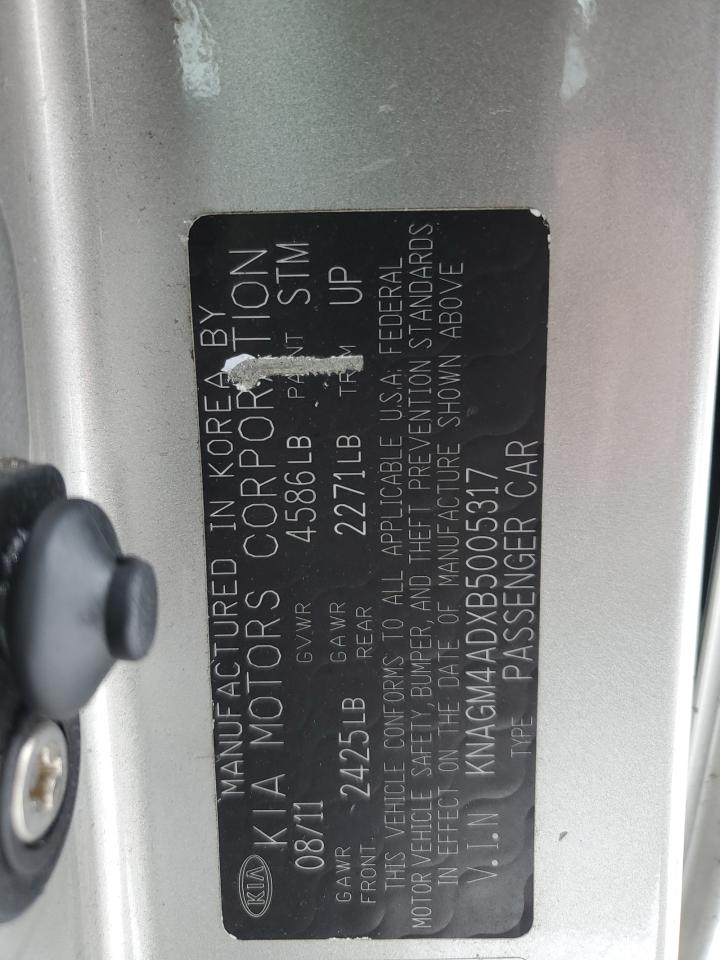 MANUFACTURED IN KOREA BY
KIA KIA MOTORS CORPORATION
08/11 GVWR 4586LB PAINT STM
GAWR FRONT 2425LB GAWR REAR 2271LB TRIM UP
THIS VEHICLE CONFORMS TO ALL APPLICABLE U.S.A. FEDERAL
MOTOR VEHICLE SAFETY, BUMPER, AND THEFT PREVENTION STANDARDS
IN EFFECT ON THE DATE OF MANUFACTURE SHOWN ABOVE
V.I.N KNAGM4ADXB5005317
TYPE PASSENGER CAR